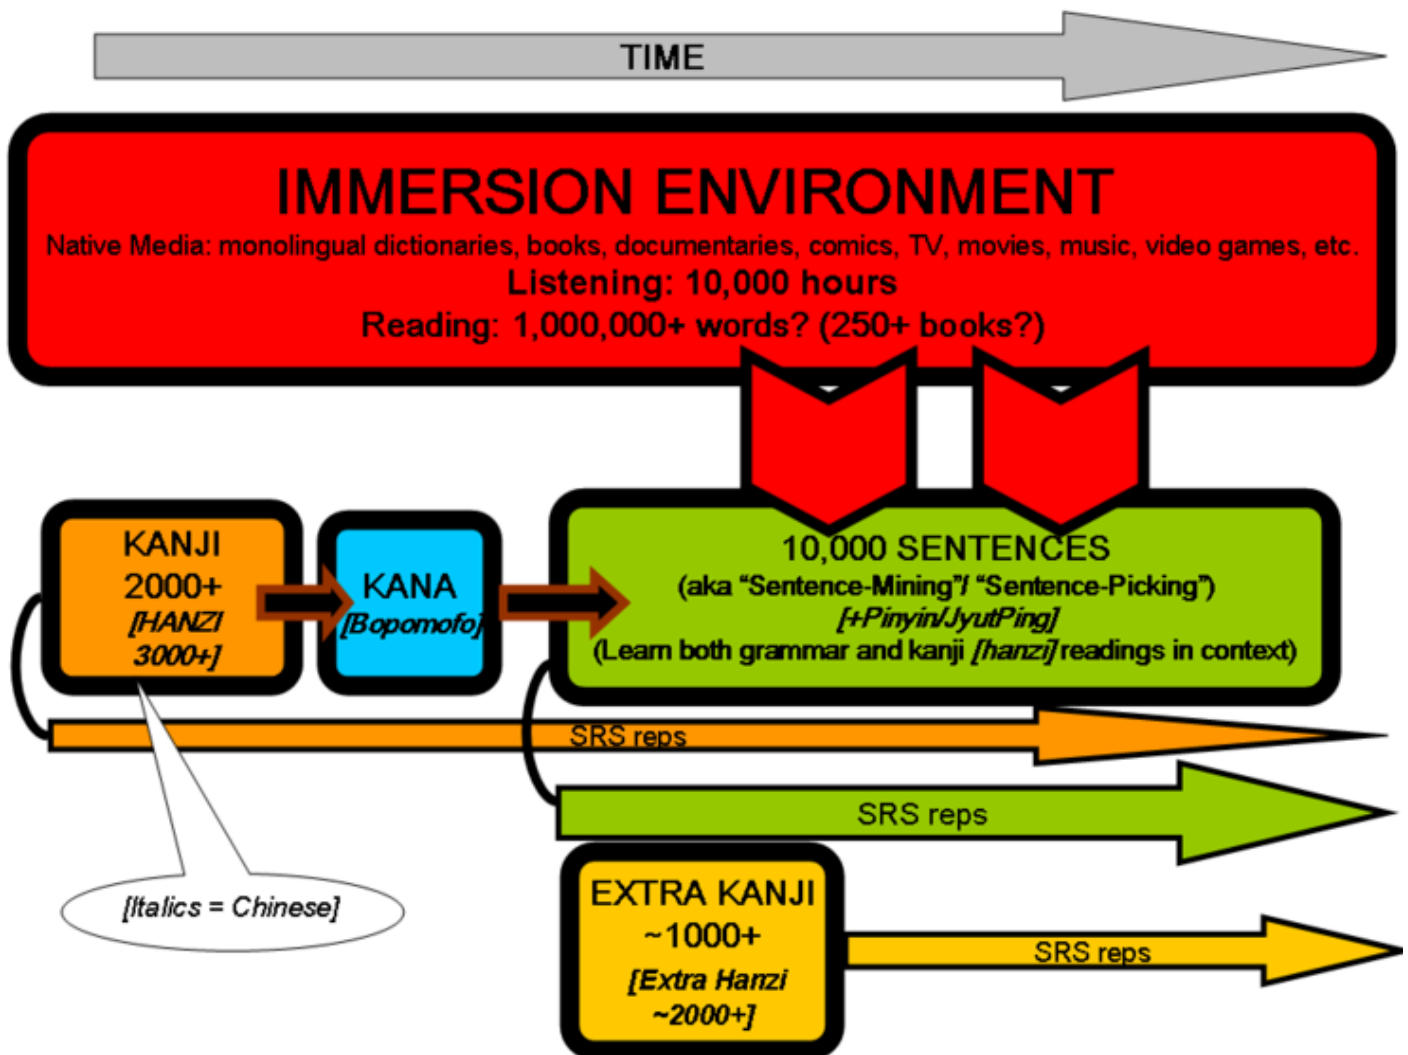 TIME
IMMERSION ENVIRONMENT
Native Media: monolingual dictionaries, books, documentaries, comics, TV, movies, music, video games, etc.
Listening: 10,000 hours
Reading: 1,000,000+ words? (250+ books?)
KANJI
2000+
[HANZI
3000+]
KANA
[Bopomofo]
10,000 SENTENCES
(aka “Sentence-Mining”/ “Sentence-Picking”)
[+Pinyin/JyutPing]
(Learn both grammar and kanji [hanzi] readings in context)
SRS reps
SRS reps
[Italics = Chinese]
EXTRA KANJI
~1000+
[Extra Hanzi
~2000+]
SRS reps